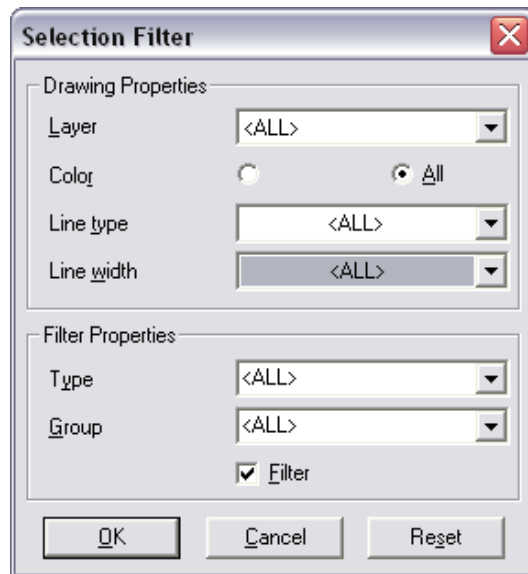 Selection Filter
Drawing Properties
Layer <ALL>
Color All
Line type <ALL>
Line width <ALL>
Filter Properties
Type <ALL>
Group <ALL>
Filter
OK Cancel Reset